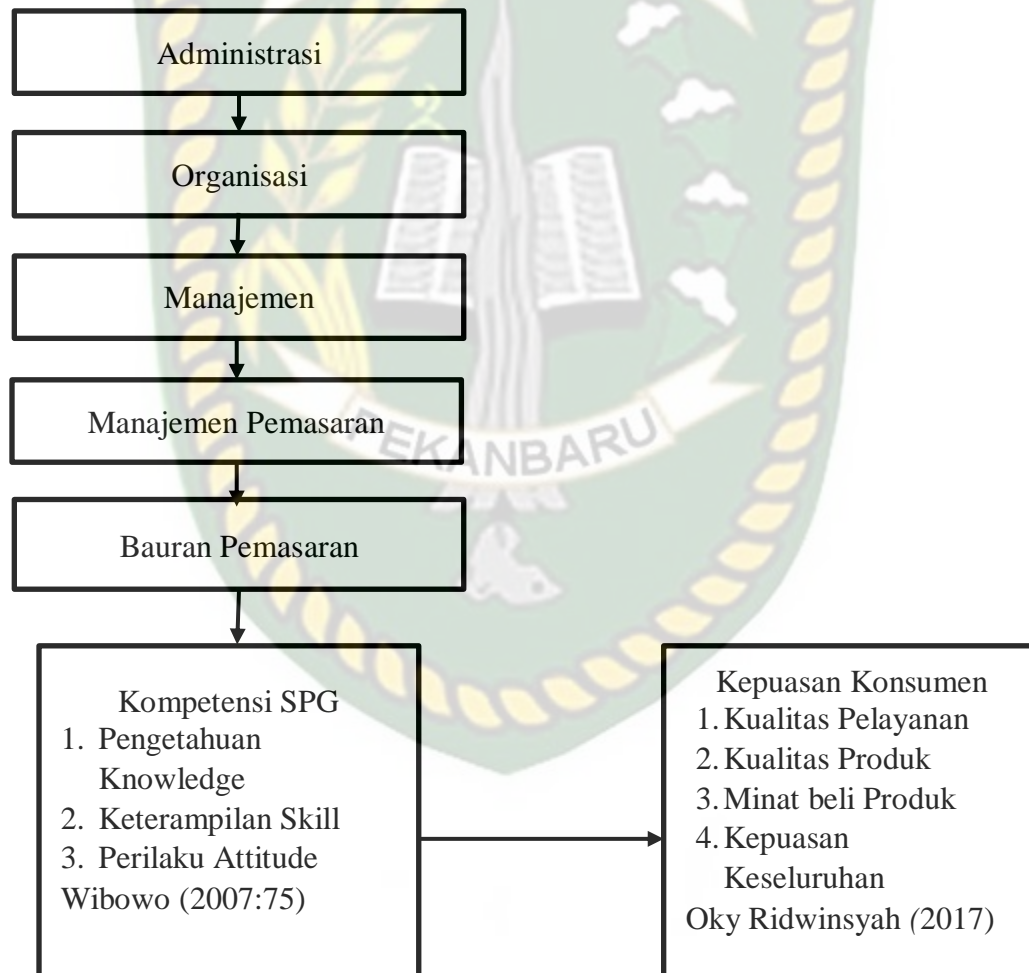 Administrasi
Organisasi
Manajemen
Manajemen Pemasaran
PEKANBARU
Bauran Pemasaran
Kompetensi SPG
1. Pengetahuan
Knowledge
2. Keterampilan Skill
3. Perilaku Attitude
Wibowo (2007:75)
Kepuasan Konsumen
1. Kualitas Pelayanan
2. Kualitas Produk
3. Minat beli Produk
4. Kepuasan
Keseluruhan
Oky Ridwinsyah (2017)